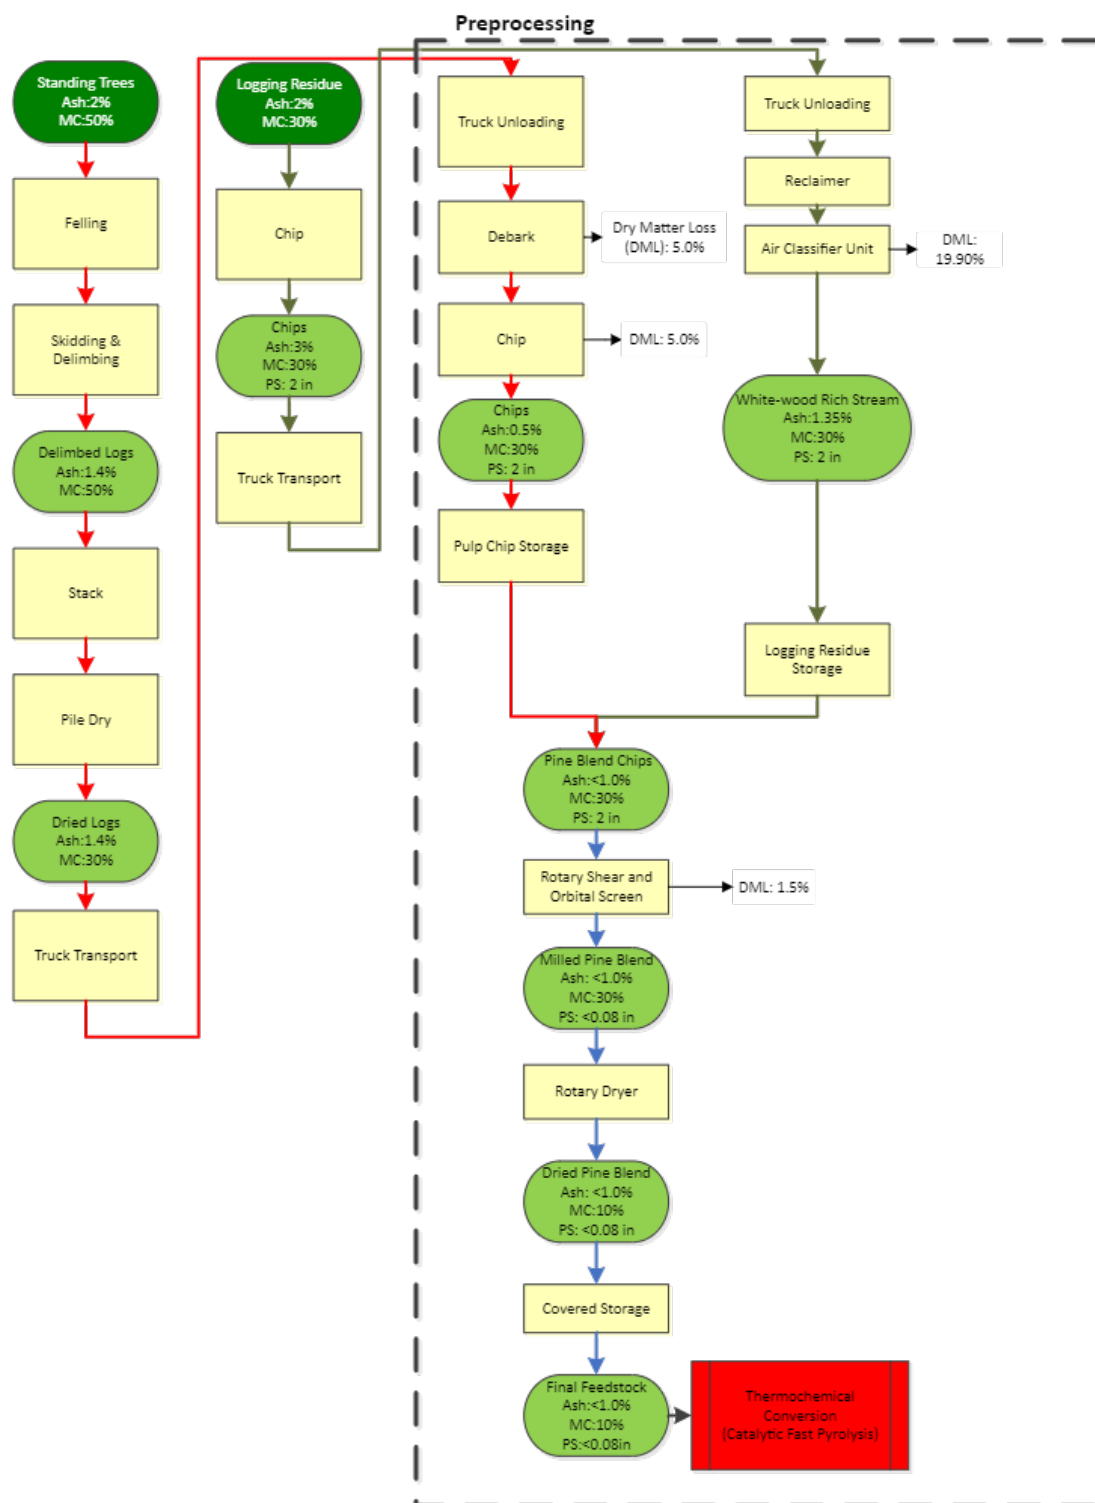 Preprocessing
Standing Trees
Ash:2%
MC:50%
Felling
Skidding &
Delimbing
Delimbed Logs
Ash:1.4%
MC:50%
Stack
Pile Dry
Dried Logs
Ash:1.4%
MC:30%
Truck Transport
Logging Residue
Ash:2%
MC:30%
Chip
Chips
Ash:3%
MC:30%
PS: 2 in
Truck Transport
Truck Unloading
Debark
Dry Matter Loss
(DML): 5.0%
Chip
DML: 5.0%
Chips
Ash:0.5%
MC:30%
PS: 2 in
Pulp Chip Storage
Truck Unloading
Reclaimer
Air Classifier Unit
DML:
19.90%
White-wood Rich Stream
Ash:1.35%
MC:30%
PS: 2 in
Logging Residue
Storage
Pine Blend Chips
Ash:<1.0%
MC:30%
PS: 2 in
Rotary Shear and
Orbital Screen
DML: 1.5%
Milled Pine Blend
Ash: <1.0%
MC:30%
PS: <0.08 in
Rotary Dryer
Dried Pine Blend
Ash: <1.0%
MC:10%
PS: <0.08 in
Covered Storage
Final Feedstock
Ash:<1.0%
MC:10%
PS:<0.08in
Thermochemical
Conversion
(Catalytic Fast Pyrolysis)